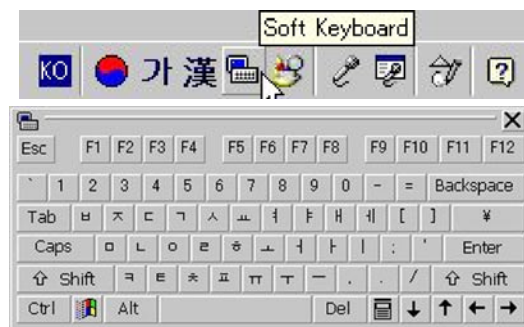 Soft Keyboard
KO 가 漢 ?
Esc F1 F2 F3 F4 F5 F6 F7 F8 F9 F10 F11 F12
` 1 2 3 4 5 6 7 8 9 0 - = Backspace
Tab ㅂ ㅈ ㄷ ㄱ ㅅ ㅛ ㅕ ㅑ ㅐ ㅔ [ ] ¥
Caps ㅁ ㄴ ㅇ ㄹ ㅎ ㅗ ㅓ ㅏ ㅣ ; ' Enter
Shift ㅋ ㅌ ㅊ ㅍ ㅠ ㅜ ㅡ , . / Shift
Ctrl Alt Del